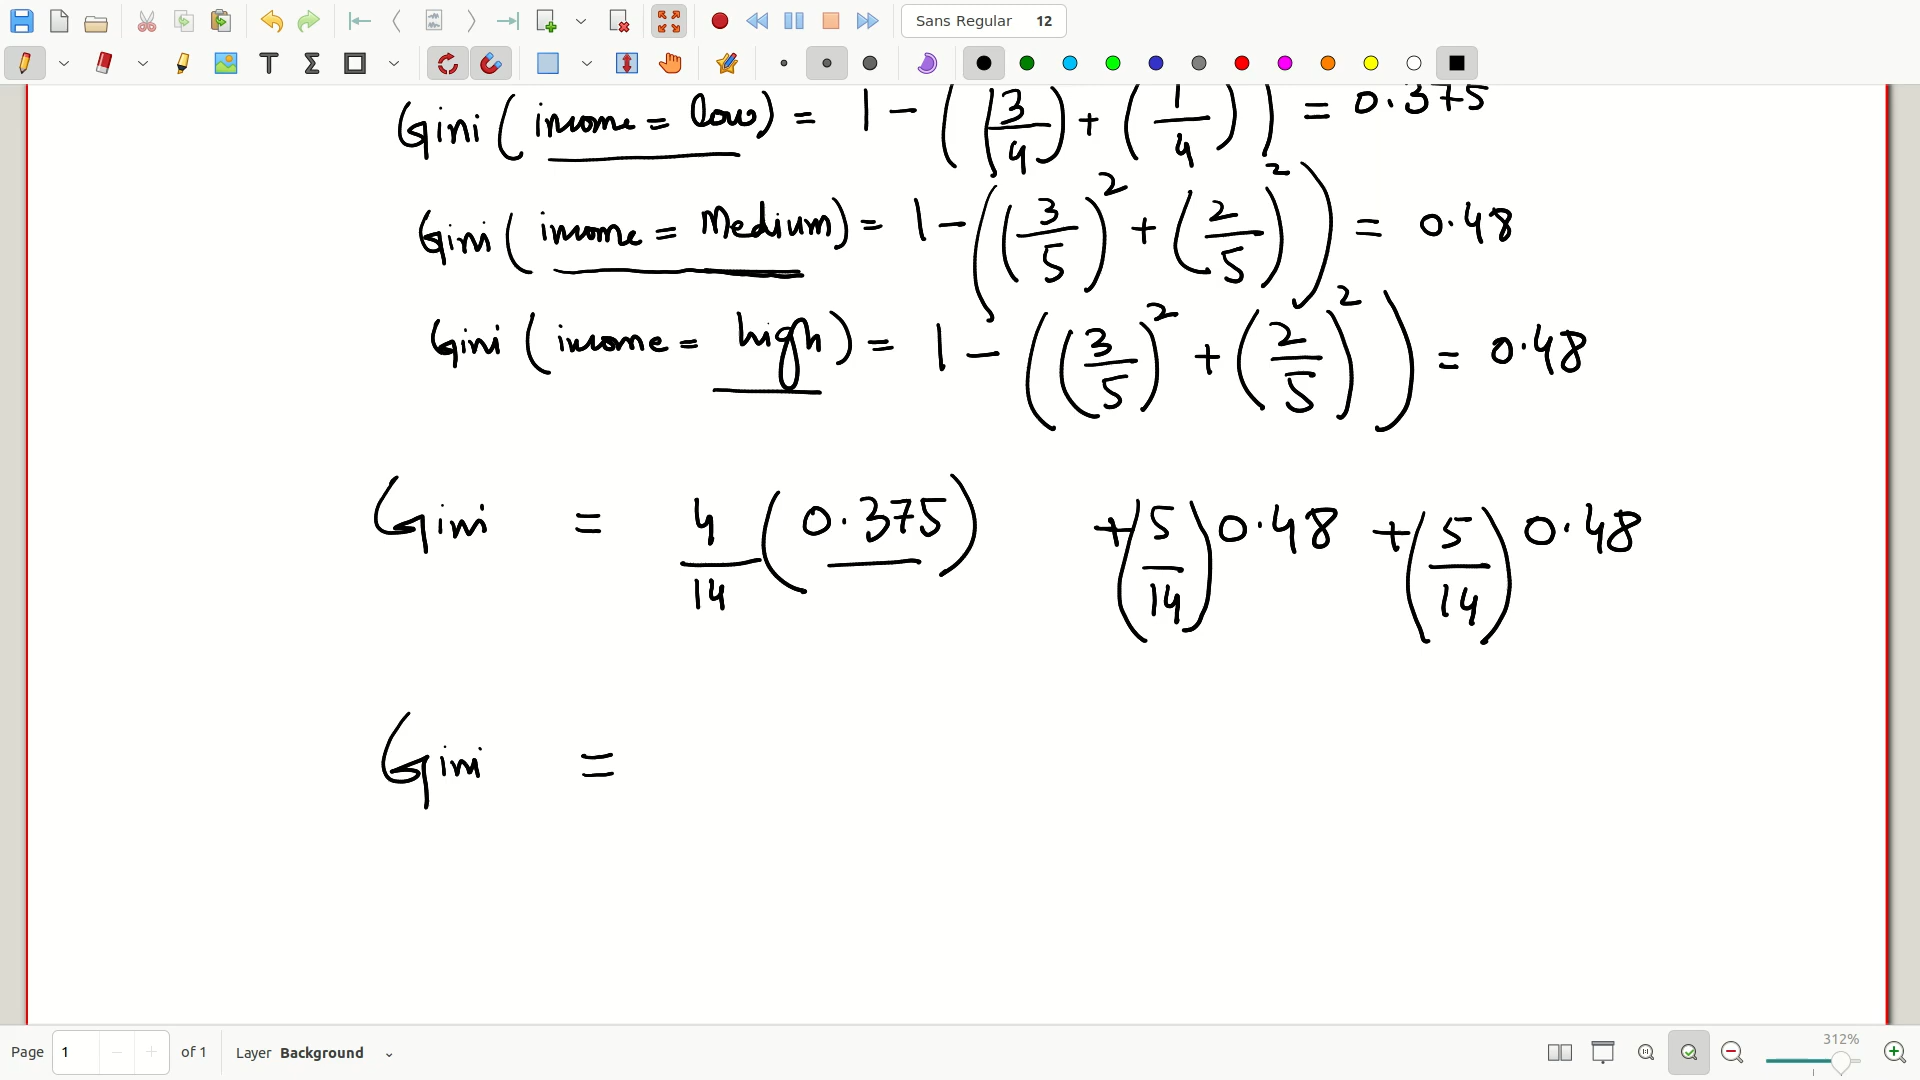 Sans Regular 12
Gini (income = low) = 1 - ((3/4) + (1/4)) = 0.375
Gini (income = Medium) = 1 - ((3/5)² + (2/5)²) = 0.48
Gini (income = high) = 1 - ((3/5)² + (2/5)²) = 0.48
Gini = 4/14 (0.375) + (5/14) 0.48 + (5/14) 0.48
Gini =
Page 1 of 1 Layer Background 312%